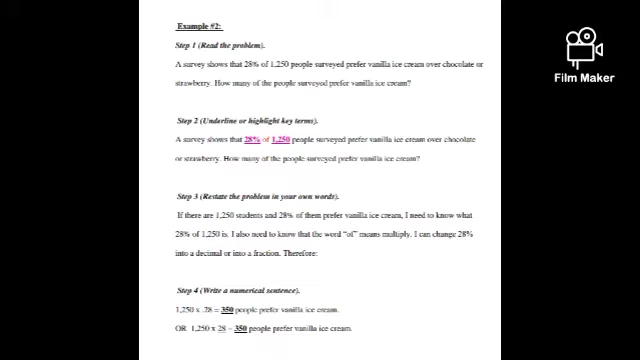 Example #2:
Step 1 (Read the problem).
A survey shows that 28% of 1,250 people surveyed prefer vanilla ice cream over chocolate or
strawberry. How many of the people surveyed prefer vanilla ice cream?
Step 2 (Underline or highlight key terms).
A survey shows that 28% of 1,250 people surveyed prefer vanilla ice cream over chocolate
or strawberry. How many of the people surveyed prefer vanilla ice cream?
Step 3 (Restate the problem in your own words).
If there are 1,250 students and 28% of them prefer vanilla ice cream, I need to know what
28% of 1,250 is. I also need to know that the word “of” means multiply. I can change 28%
into a decimal or into a fraction. Therefore:
Step 4 (Write a numerical sentence).
1,250 x .28 = 350 people prefer vanilla ice cream.
OR 1,250 x 28 = 350 people prefer vanilla ice cream.
Film Maker